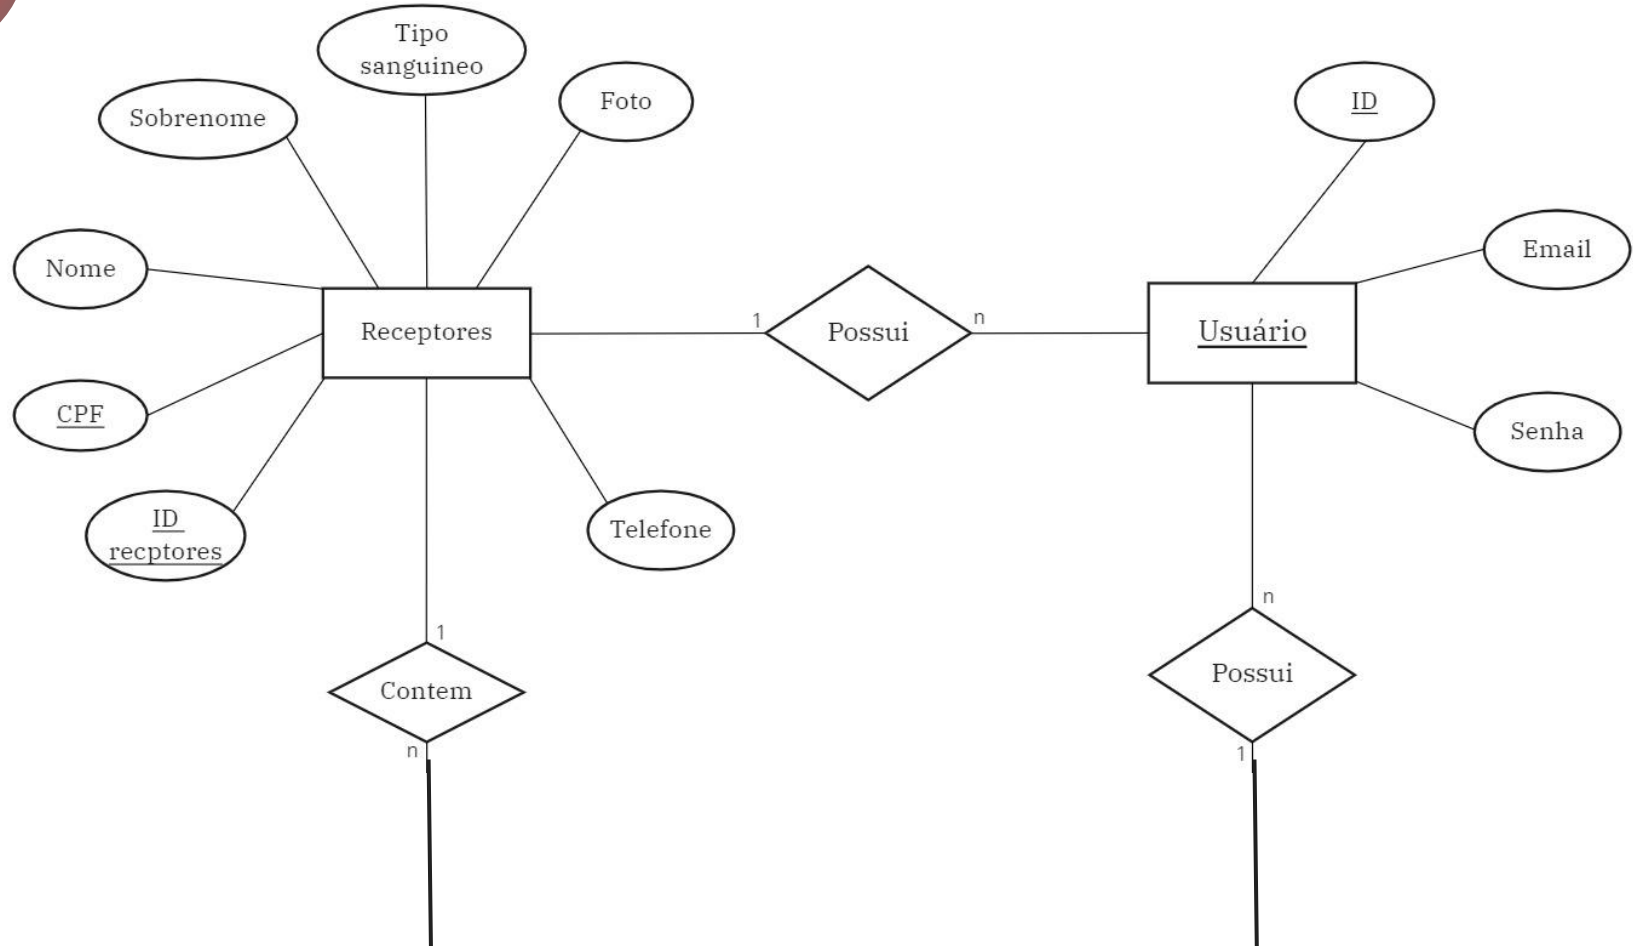 Tipo
sanguineo
Foto
ID
Sobrenome
Email
Nome
Receptores
1
Possui
n
Usuário
CPF
Senha
ID
recptores
Telefone
n
1
Contem
Possui
n
1